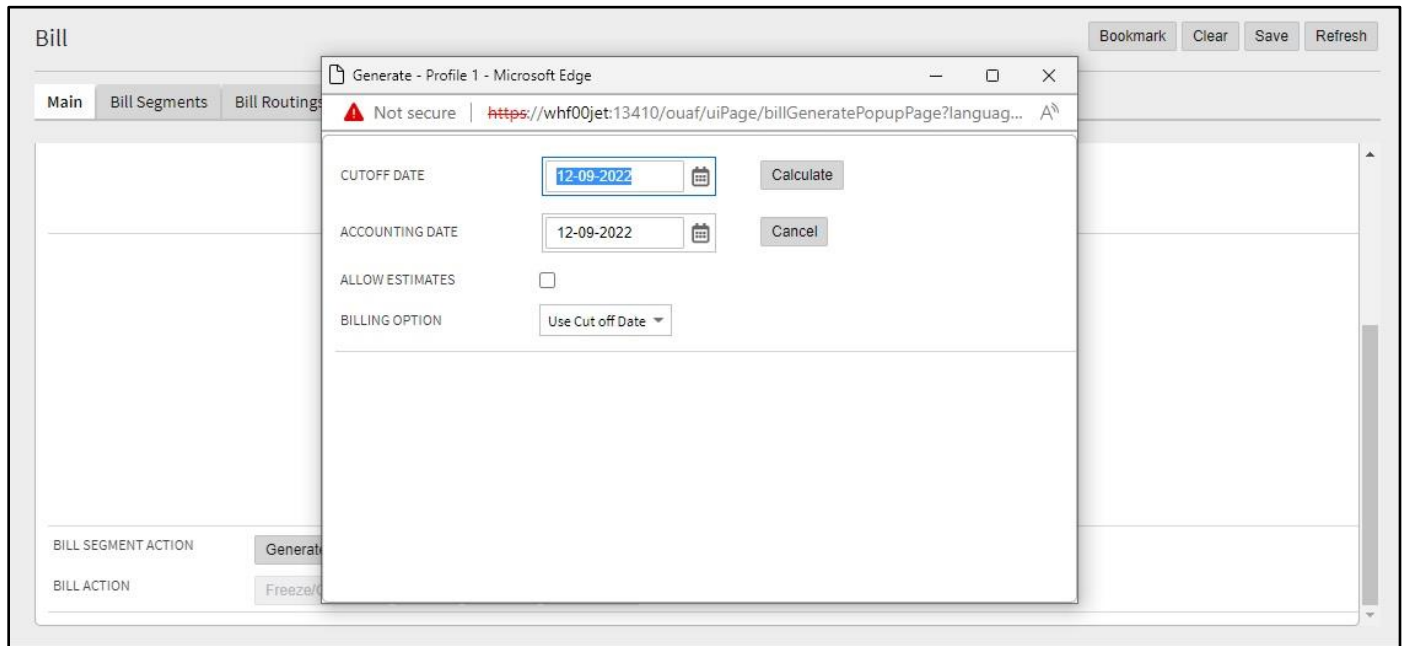 Bill
Bookmark Clear Save Refresh
Generate - Profile 1 - Microsoft Edge
Main Bill Segments Bill Routings
Not secure https://whf00jet:13410/ouaf/uiPage/billGeneratePopupPage?languag...
CUTOFF DATE 12-09-2022 Calculate
ACCOUNTING DATE 12-09-2022 Cancel
ALLOW ESTIMATES
BILLING OPTION Use Cut off Date
BILL SEGMENT ACTION Generat
BILL ACTION Freeze/